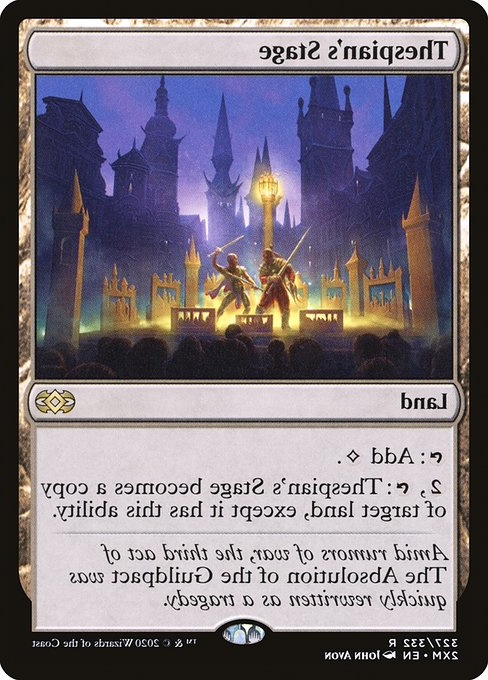 Thespian's Stage
Land
: Add .
2, : Thespian's Stage becomes a copy
of target land, except it has this ability.
Amid rumors of war, the third act of
The Absolution of the Guildpact was
quickly rewritten as a tragedy.
327/332 R
2XM • EN JOHN AVON
™ & © 2020 Wizards of the Coast